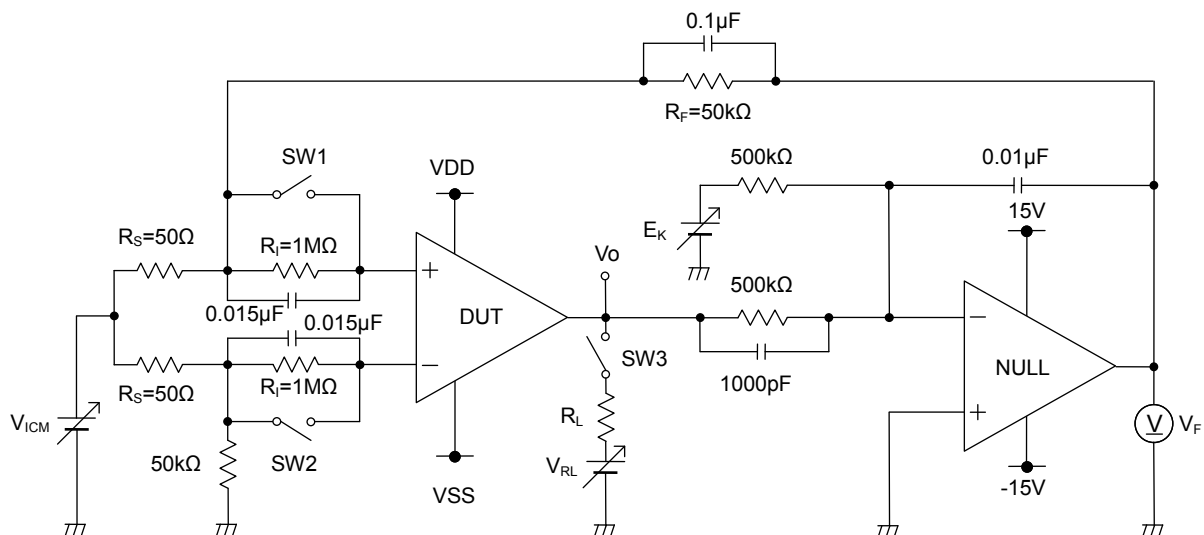 0.1µF
RF=50kΩ
SW1
VDD
500kΩ
0.01µF
15V
EK
RS=50Ω
RI=1MΩ
Vo
0.015µF
0.015µF
DUT
500kΩ
NULL
SW3
1000pF
RS=50Ω
RI=1MΩ
VICM
RL
V
VF
50kΩ
SW2
VRL
VSS
-15V
+
−
−
+